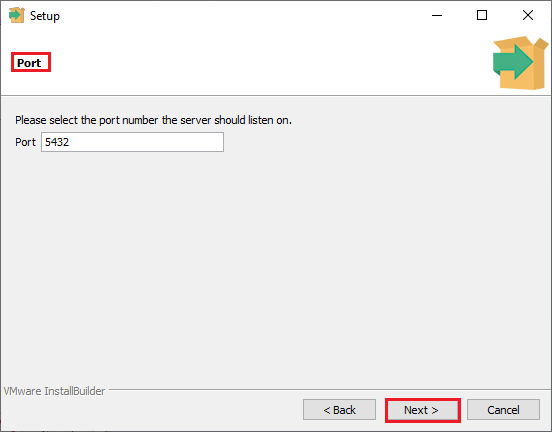 Setup
Port
Please select the port number the server should listen on.
Port 5432
VMware InstallBuilder
< Back Next > Cancel